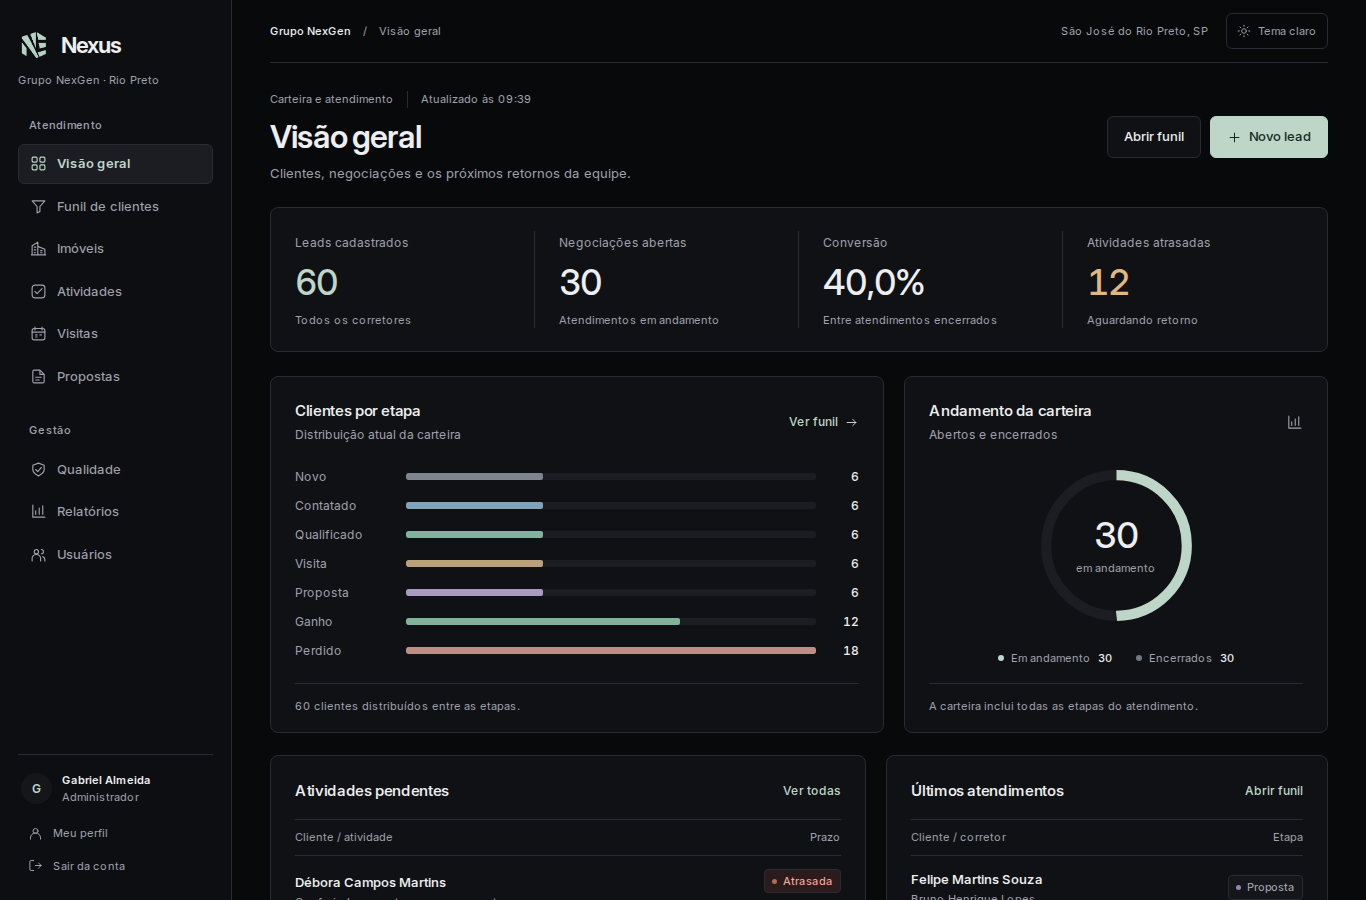 Nexus
Grupo NexGen · Rio Preto
Atendimento
Visão geral
Funil de clientes
Imóveis
Atividades
Visitas
Propostas
Gestão
Qualidade
Relatórios
Usuários
G
Gabriel Almeida
Administrador
Meu perfil
Sair da conta
Grupo NexGen / Visão geral
São José do Rio Preto, SP
Tema claro
Carteira e atendimento
Atualizado às 09:39
Visão geral
Clientes, negociações e os próximos retornos da equipe.
Abrir funil
Novo lead
Leads cadastrados
60
Todos os corretores
Negociações abertas
30
Atendimentos em andamento
Conversão
40,0%
Entre atendimentos encerrados
Atividades atrasadas
12
Aguardando retorno
Clientes por etapa
Distribuição atual da carteira
Ver funil
Novo 6
Contatado 6
Qualificado 6
Visita 6
Proposta 6
Ganho 12
Perdido 18
60 clientes distribuídos entre as etapas.
Andamento da carteira
Abertos e encerrados
30
em andamento
Em andamento 30
Encerrados 30
A carteira inclui todas as etapas do atendimento.
Atividades pendentes
Ver todas
Cliente / atividade
Prazo
Débora Campos Martins
Atrasada
Últimos atendimentos
Abrir funil
Cliente / corretor
Etapa
Felipe Martins Souza
Bruno Henrique Lopes
Proposta